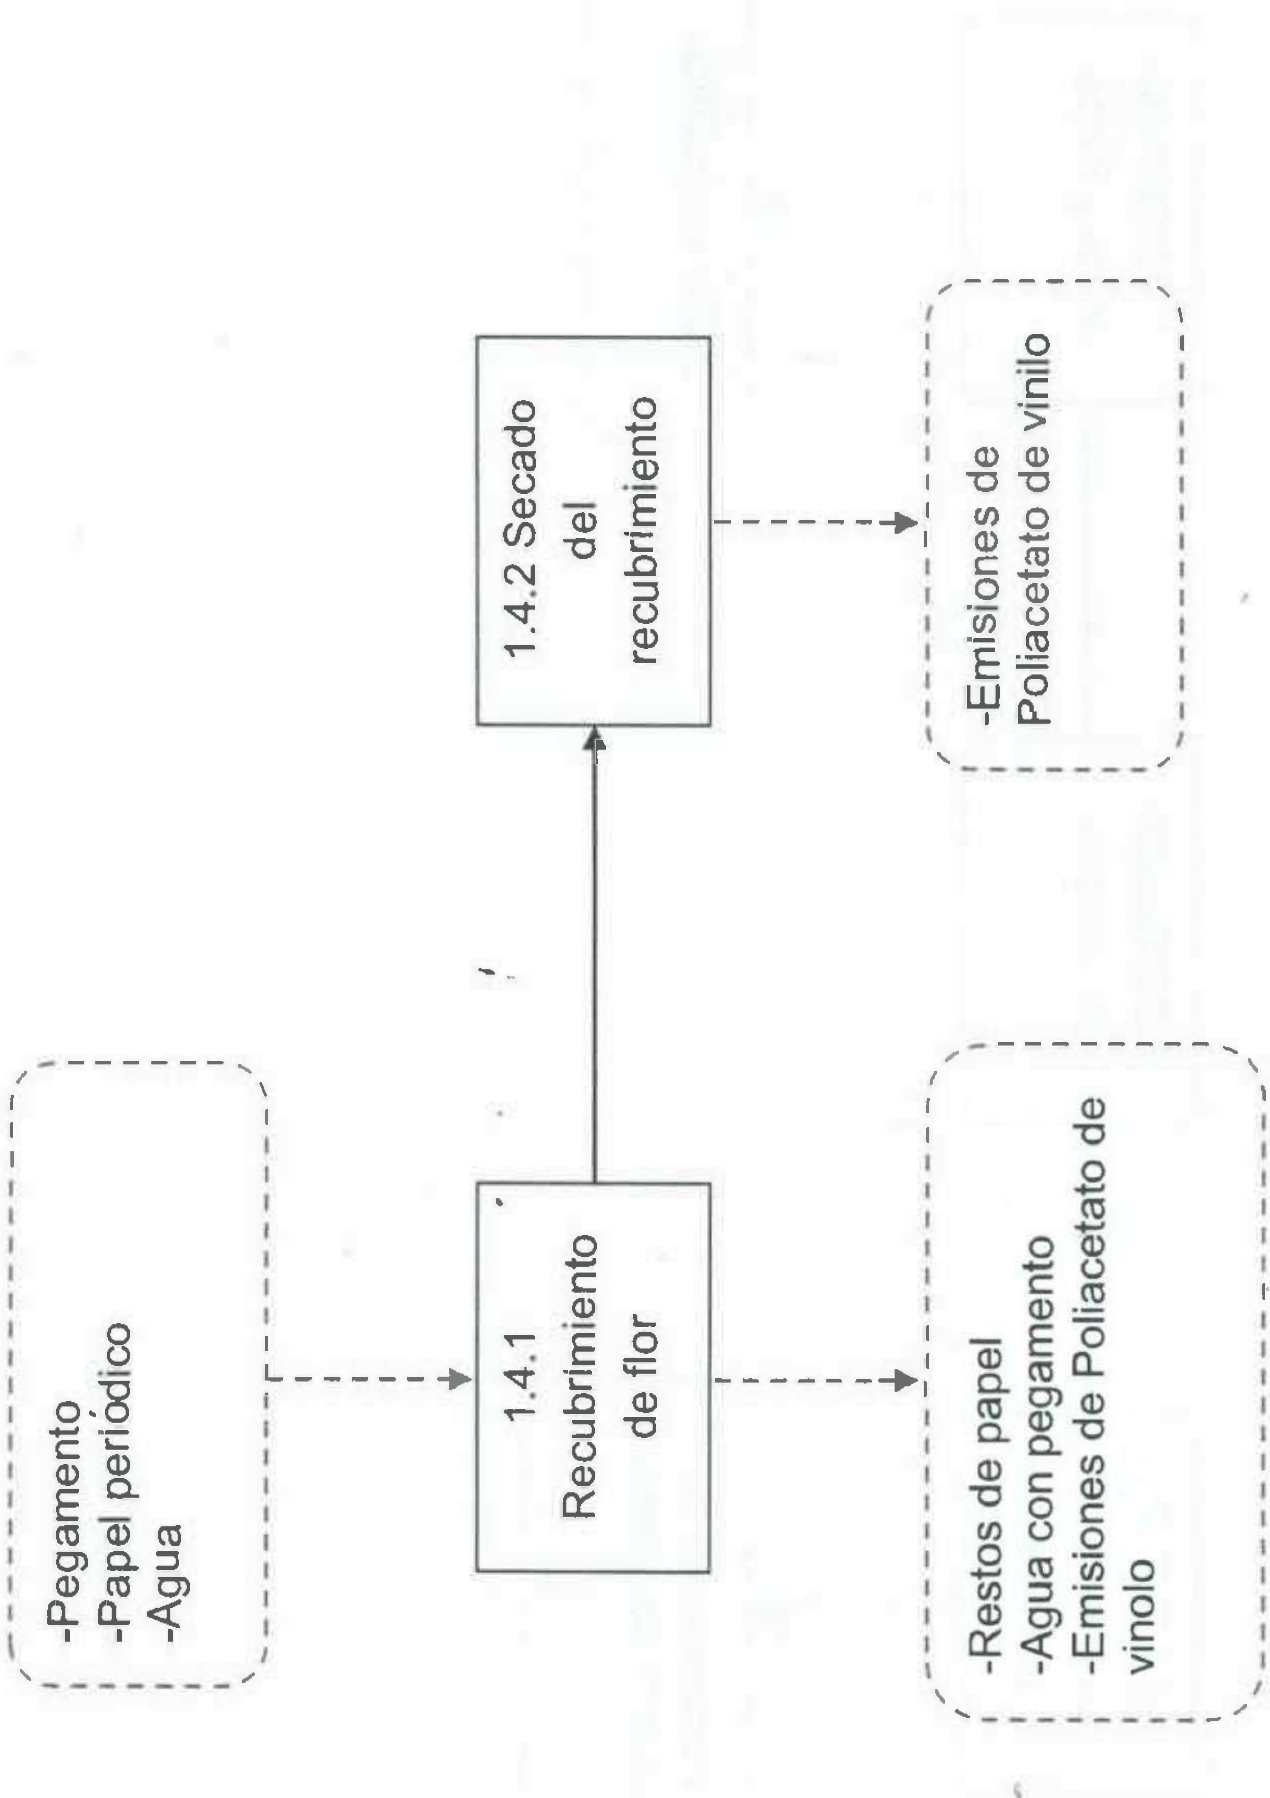 -Pegamento
-Papel períodico
-Agua
1.4.1
Recubrimiento
de flor
1.4.2 Secado
del
recubrimiento
-Restos de papel
-Agua con pegamento
-Emisiones de Poliacetato de
vinolo
-Emisiones de
Poliacetato de vinilo